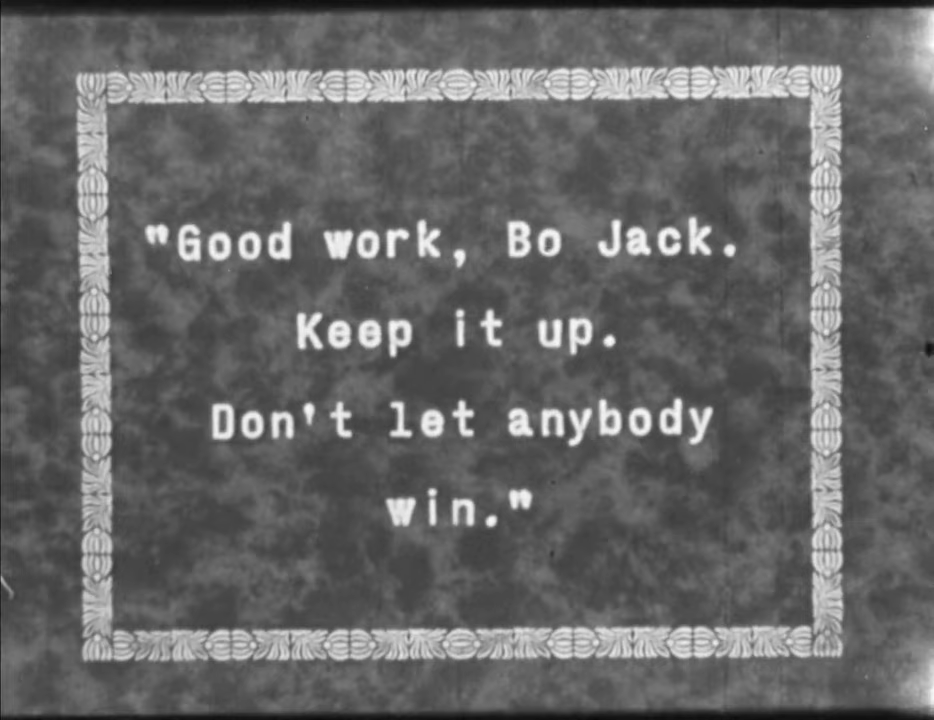 "Good work, Bo Jack.
Keep it up.
Don't let anybody
win."